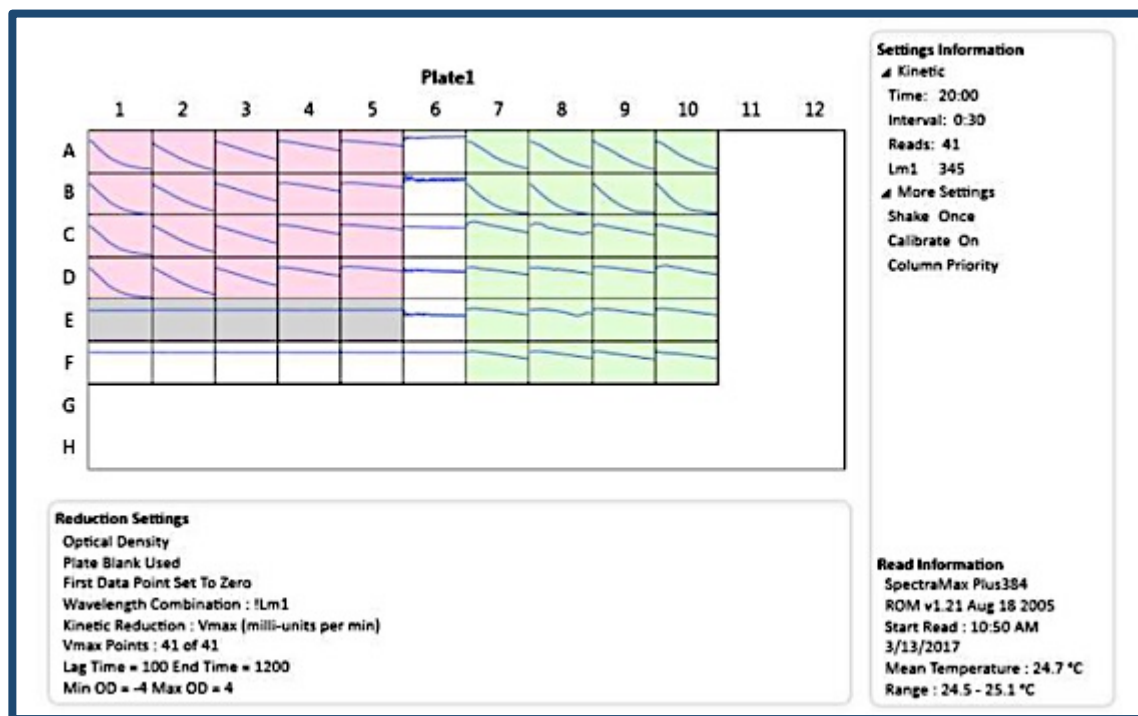 Plate1
1 2 3 4 5 6 7 8 9 10 11 12
A
B
C
D
E
F
G
H
Settings Information
Kinetic
Time: 20:00
Interval: 0:30
Reads: 41
Lm1 345
More Settings
Shake Once
Calibrate On
Column Priority
Reduction Settings
Optical Density
Plate Blank Used
First Data Point Set To Zero
Wavelength Combination : !Lm1
Kinetic Reduction : Vmax (milli-units per min)
Vmax Points : 41 of 41
Lag Time = 100 End Time = 1200
Min OD = -4 Max OD = 4
Read Information
SpectraMax Plus384
ROM v1.21 Aug 18 2005
Start Read : 10:50 AM
3/13/2017
Mean Temperature : 24.7 °C
Range : 24.5 - 25.1 °C